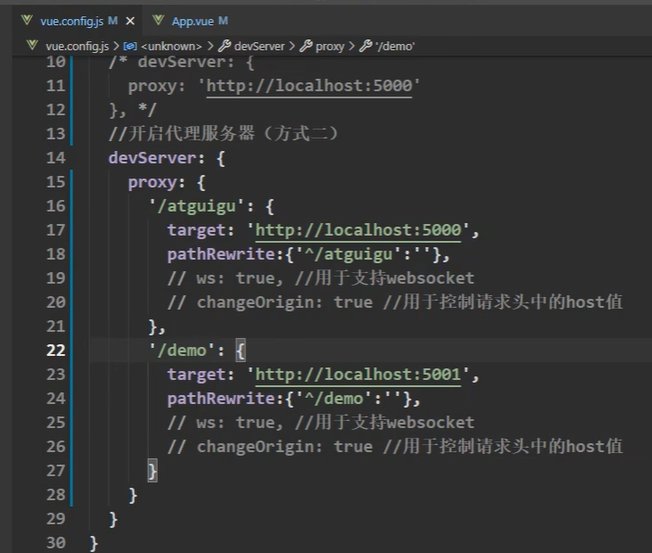 vue.config.js M ×
App.vue M
vue.config.js > <unknown> > devServer > proxy > '/demo'
10 /* devServer: {
11 proxy: 'http://localhost:5000'
12 }, */
13 //开启代理服务器（方式二）
14 devServer: {
15 proxy: {
16 '/atguigu': {
17 target: 'http://localhost:5000',
18 pathRewrite:{'^/atguigu':''},
19 // ws: true, //用于支持websocket
20 // changeOrigin: true //用于控制请求头中的host值
21 },
22 '/demo': {
23 target: 'http://localhost:5001',
24 pathRewrite:{'^/demo':''},
25 // ws: true, //用于支持websocket
26 // changeOrigin: true //用于控制请求头中的host值
27 }
28 }
29 }
30 }